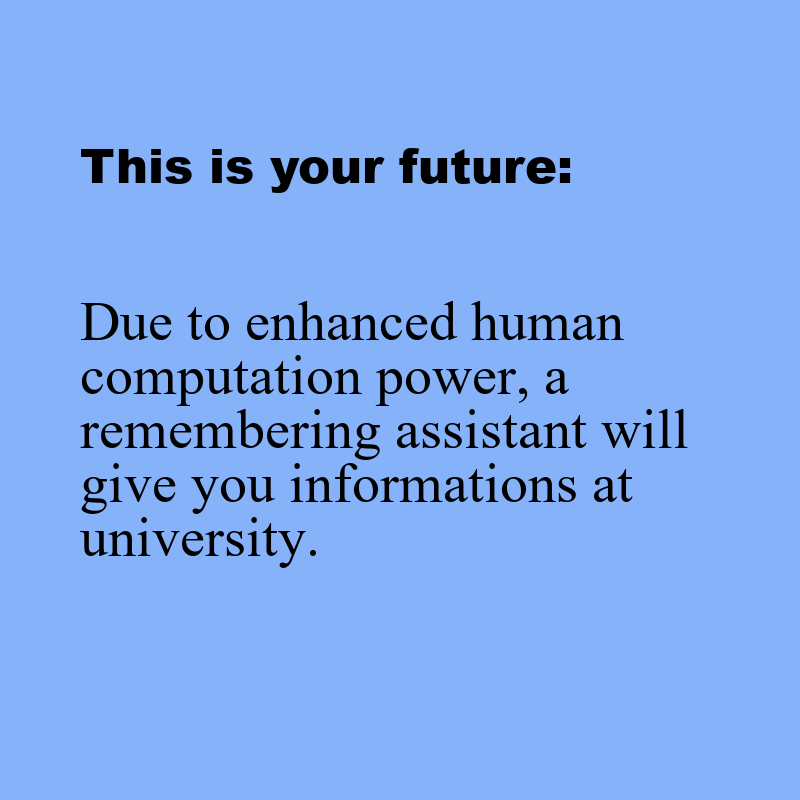 This is your future:
Due to enhanced human
computation power, a
remembering assistant will
give you informations at
university.